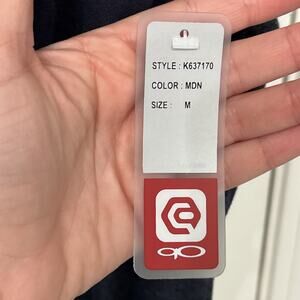 STYLE : K637170
COLOR : MDN
SIZE : M